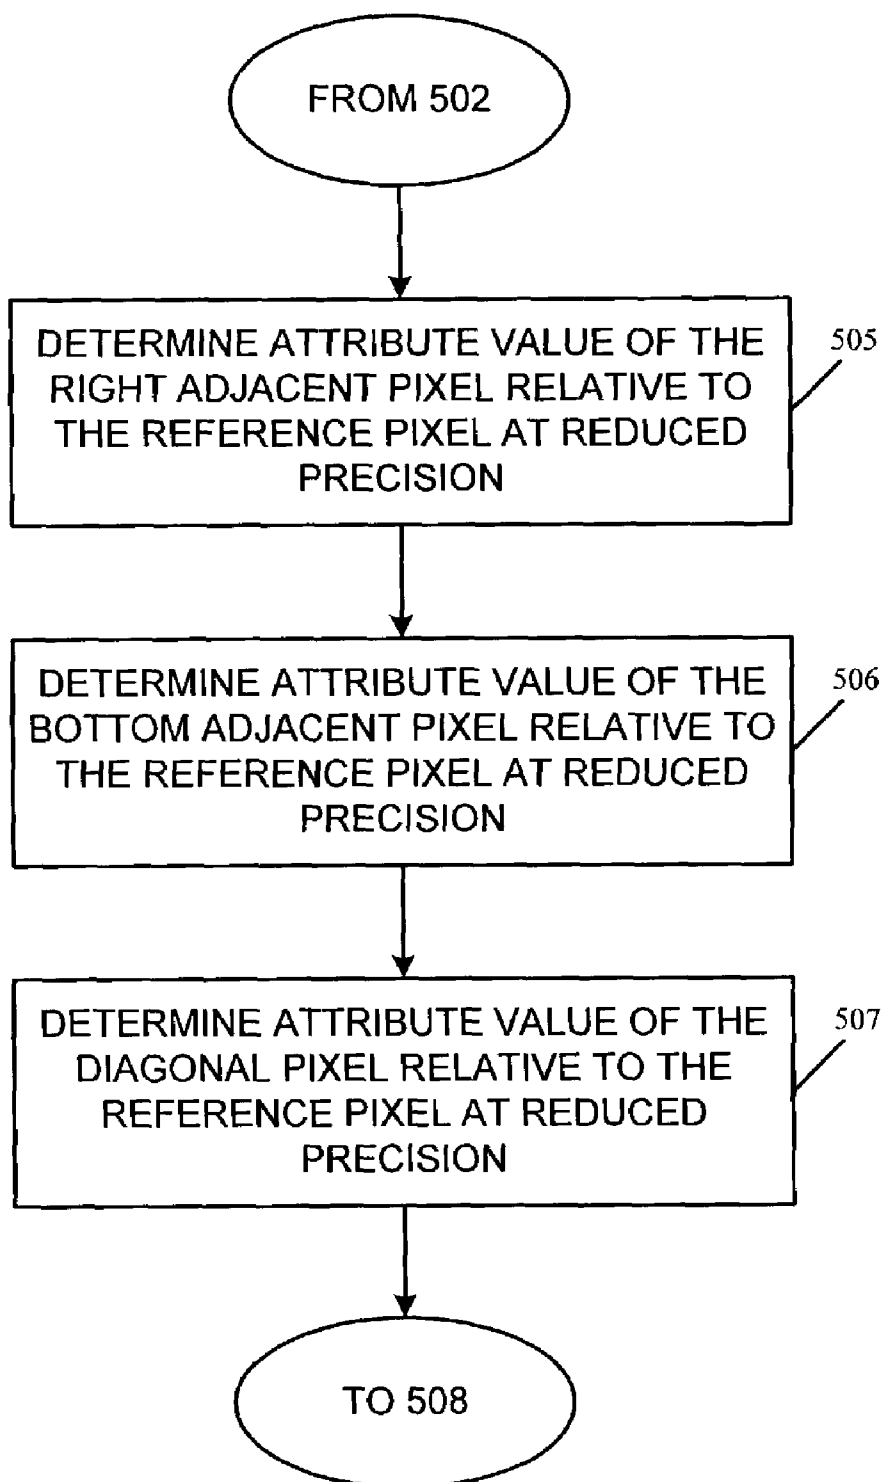 FROM 502
DETERMINE ATTRIBUTE VALUE OF THE
RIGHT ADJACENT PIXEL RELATIVE TO
THE REFERENCE PIXEL AT REDUCED
PRECISION
505
DETERMINE ATTRIBUTE VALUE OF THE
BOTTOM ADJACENT PIXEL RELATIVE TO
THE REFERENCE PIXEL AT REDUCED
PRECISION
506
DETERMINE ATTRIBUTE VALUE OF THE
DIAGONAL PIXEL RELATIVE TO THE
REFERENCE PIXEL AT REDUCED
PRECISION
507
TO 508